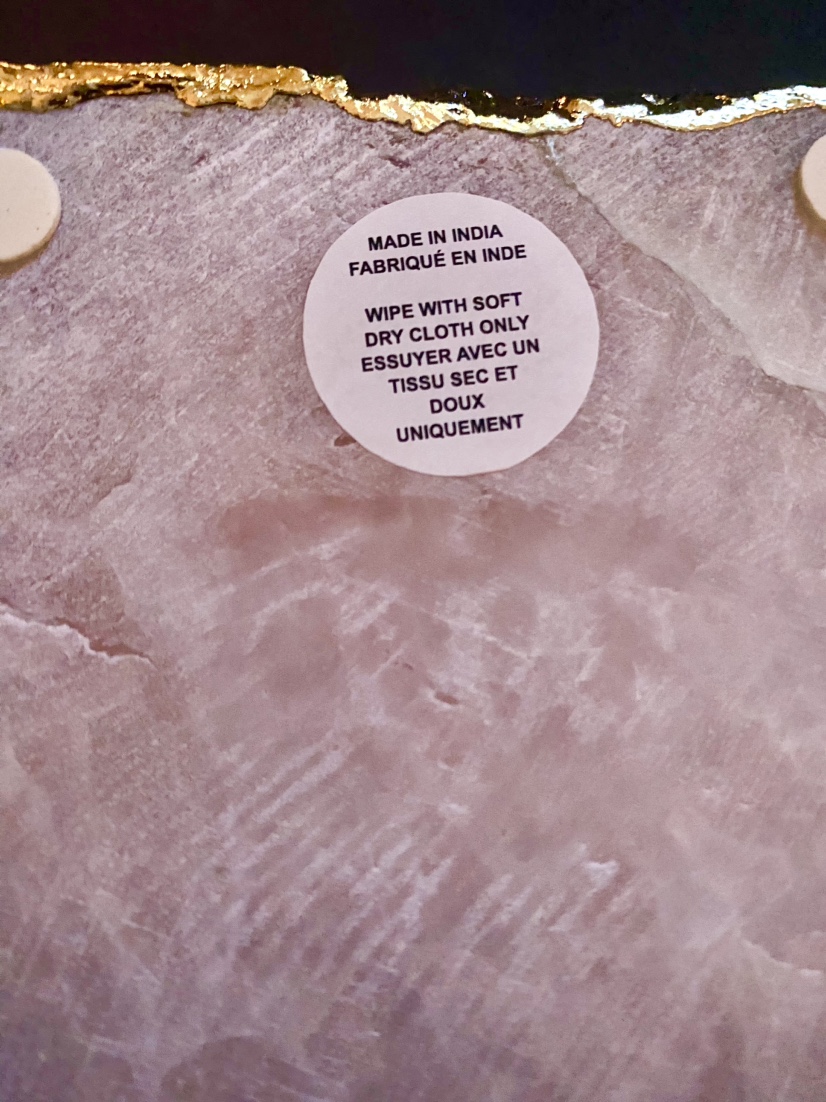 MADE IN INDIA
FABRIQUÉ EN INDE
WIPE WITH SOFT
DRY CLOTH ONLY
ESSUYER AVEC UN
TISSU SEC ET
DOUX
UNIQUEMENT